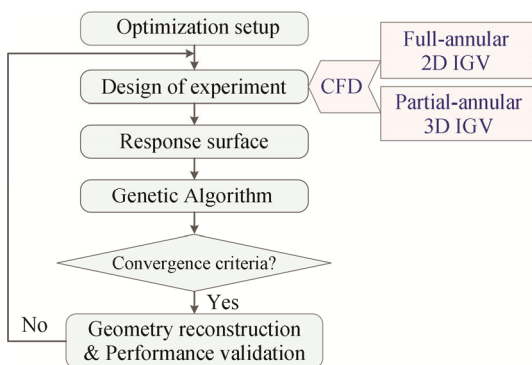 Optimization setup
Design of experiment
CFD
Full-annular
2D IGV
Partial-annular
3D IGV
Response surface
Genetic Algorithm
Convergence criteria?
Yes
No
Geometry reconstruction
& Performance validation